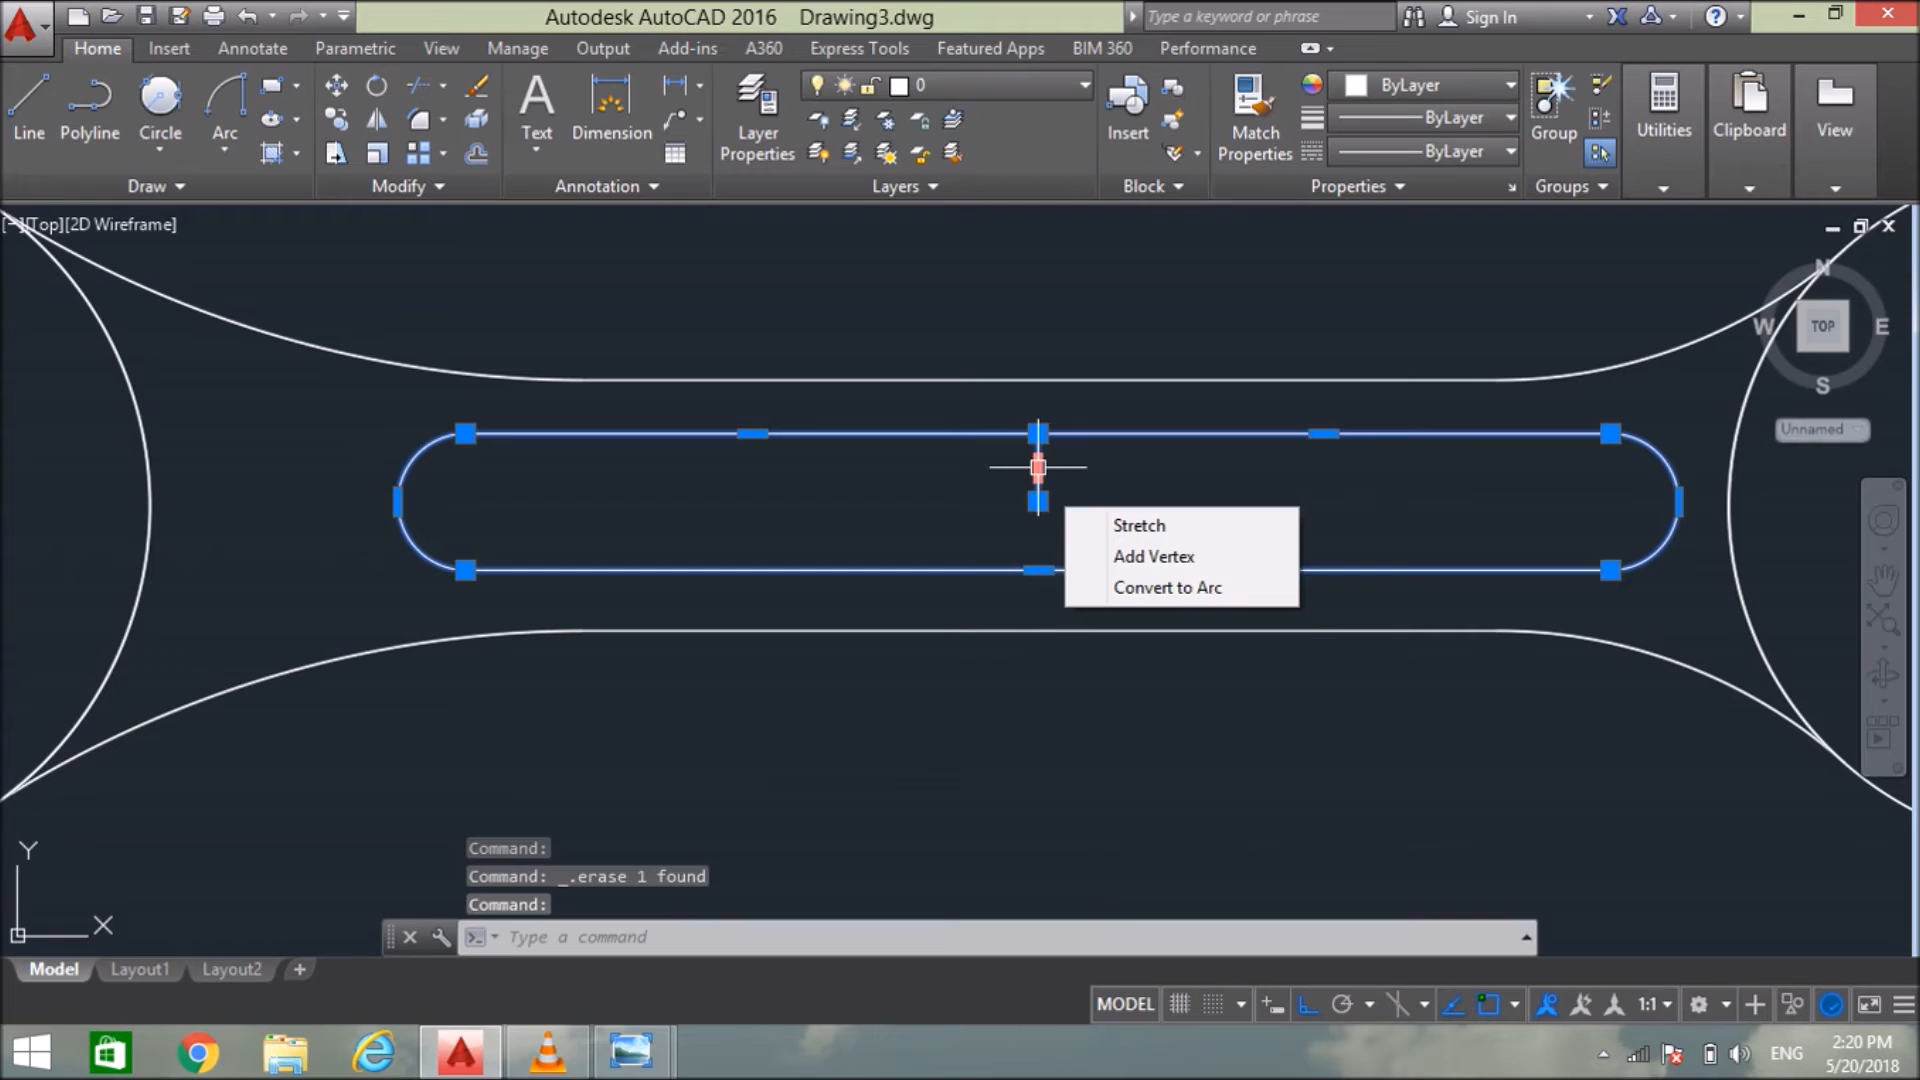 Autodesk AutoCAD 2016 Drawing3.dwg
Type a keyword or phrase
Sign In
Home Insert Annotate Parametric View Manage Output Add-ins A360 Express Tools Featured Apps BIM 360 Performance
Line Polyline Circle Arc
Text Dimension
Layer Properties
0
Insert
Match Properties
ByLayer
ByLayer
ByLayer
Group
Utilities
Clipboard
View
Draw Modify Annotation Layers Block Properties Groups
[−][Top][2D Wireframe]
N
W TOP E
S
Unnamed
Stretch
Add Vertex
Convert to Arc
Y
X
Command:
Command: _.erase 1 found
Command:
Type a command
Model Layout1 Layout2 +
MODEL 1:1
ENG
2:20 PM
5/20/2018